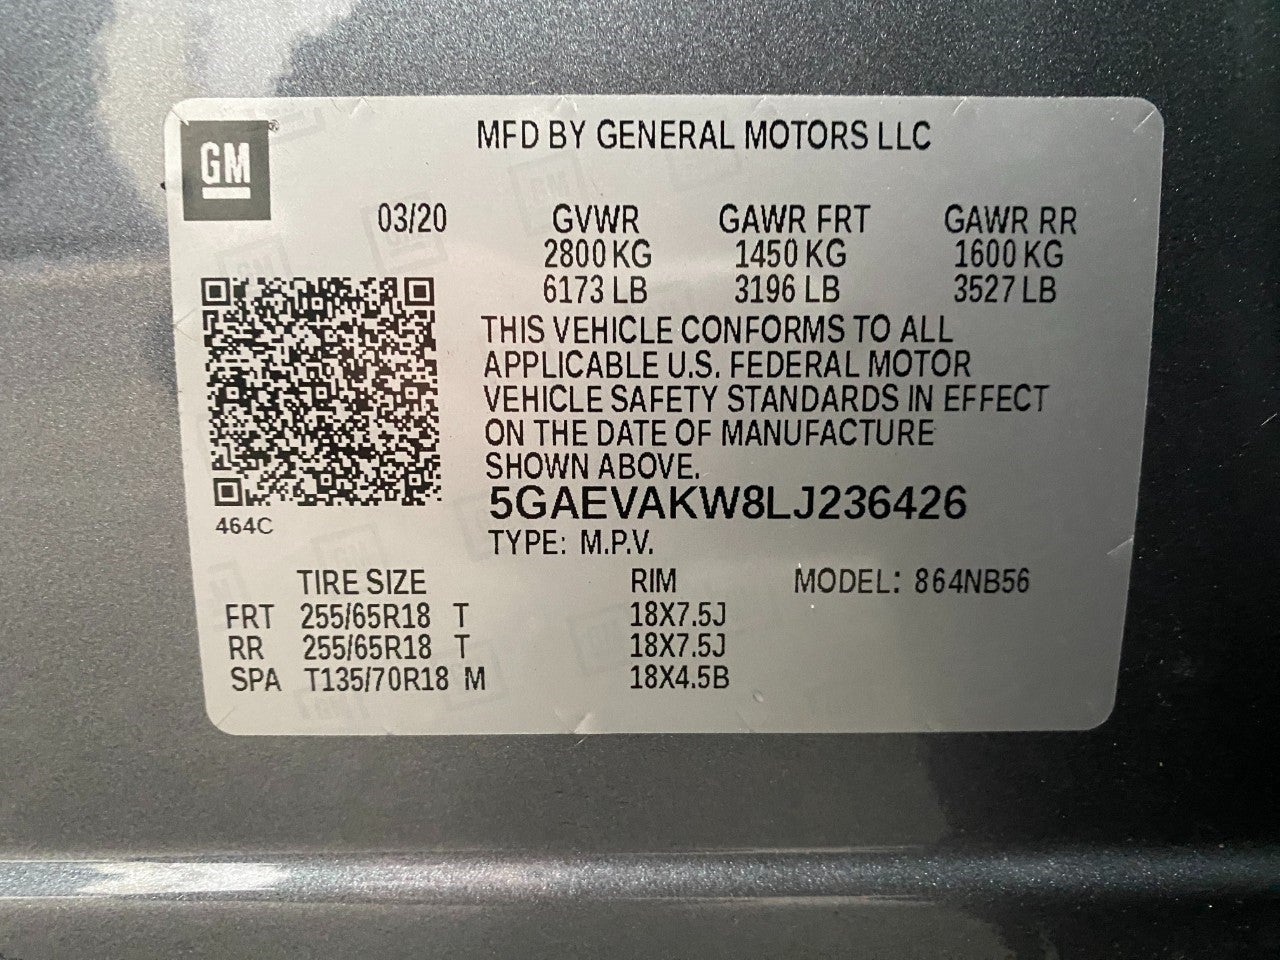 GM
MFD BY GENERAL MOTORS LLC
03/20 GVWR GAWR FRT GAWR RR
2800 KG 1450 KG 1600 KG
6173 LB 3196 LB 3527 LB
THIS VEHICLE CONFORMS TO ALL
APPLICABLE U.S. FEDERAL MOTOR
VEHICLE SAFETY STANDARDS IN EFFECT
ON THE DATE OF MANUFACTURE
SHOWN ABOVE.
5GAEVAKW8LJ236426
464C
TYPE: M.P.V.
TIRE SIZE RIM MODEL: 864NB56
FRT 255/65R18 T 18X7.5J
RR 255/65R18 T 18X7.5J
SPA T135/70R18 M 18X4.5B